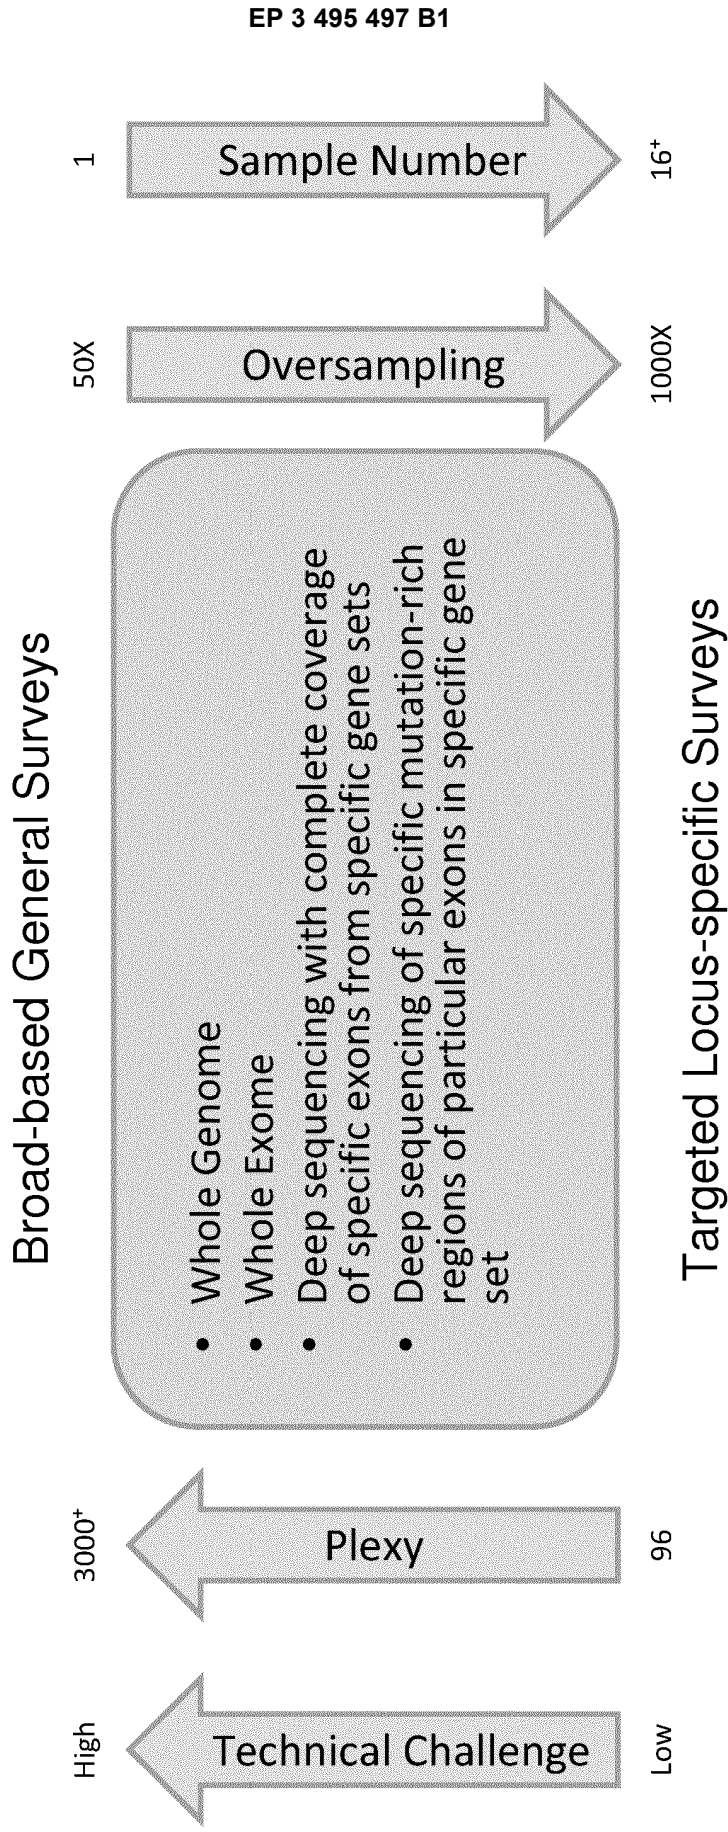 EP 3 495 497 B1
Broad-based General Surveys
High
3000+
50X
1
Technical Challenge
Plexy
• Whole Genome
• Whole Exome
• Deep sequencing with complete coverage
of specific exons from specific gene sets
• Deep sequencing of specific mutation-rich
regions of particular exons in specific gene
set
Oversampling
Sample Number
Low
96
1000X
16+
Targeted Locus-specific Surveys